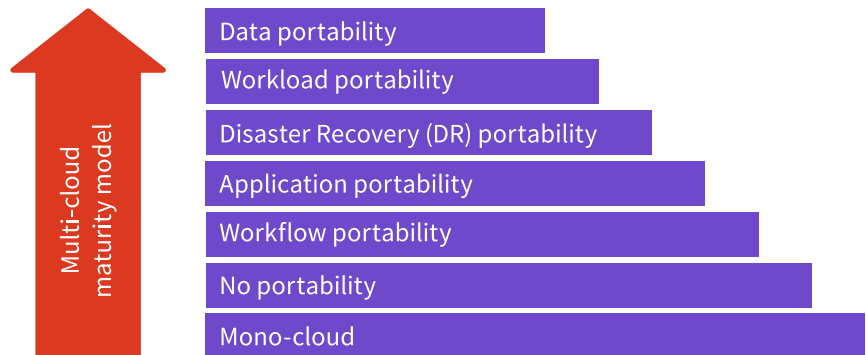 Multi-cloud
maturity model
Data portability
Workload portability
Disaster Recovery (DR) portability
Application portability
Workflow portability
No portability
Mono-cloud